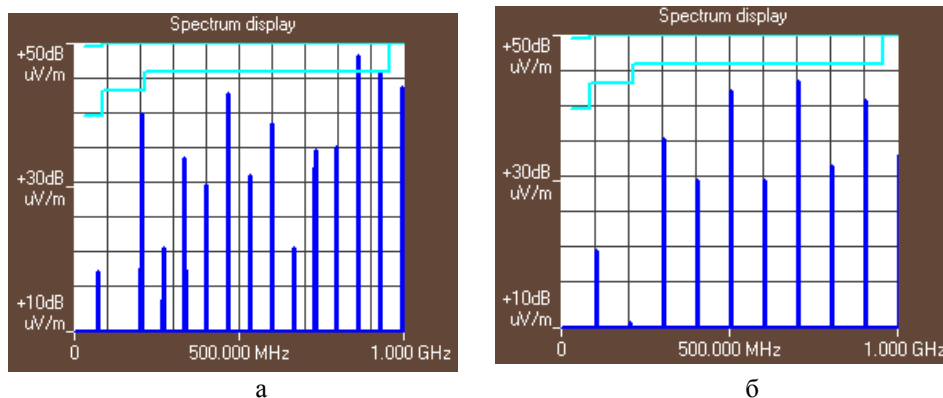 Spectrum display
+50dB
uV/m
+30dB
uV/m
+10dB
uV/m
0 500.000 MHz 1.000 GHz
а
Spectrum display
+50dB
uV/m
+30dB
uV/m
+10dB
uV/m
0 500.000 MHz 1.000 GHz
б